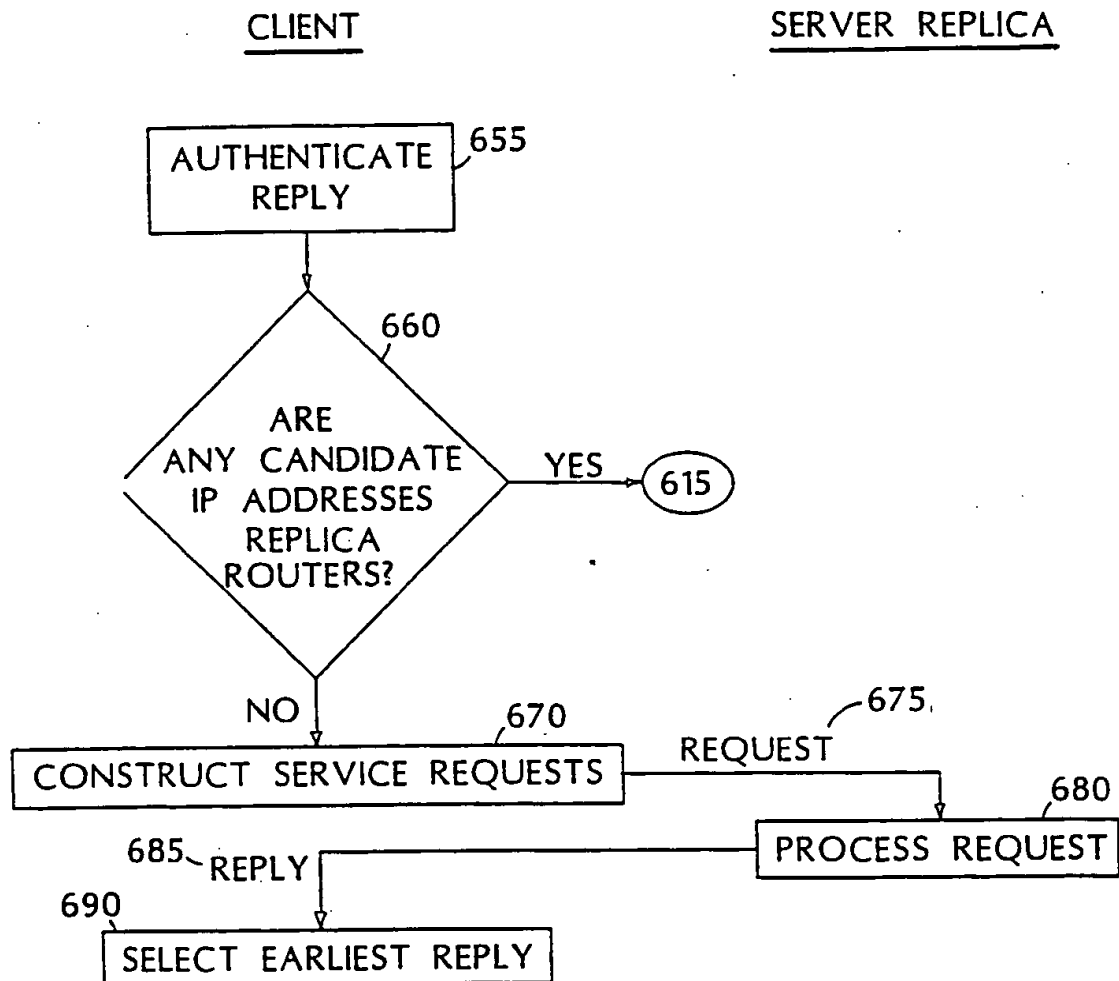 CLIENT
SERVER REPLICA
AUTHENTICATE
REPLY
655
660
ARE
ANY CANDIDATE
IP ADDRESSES
REPLICA
ROUTERS?
YES
615
NO
670
CONSTRUCT SERVICE REQUESTS
REQUEST
675
680
PROCESS REQUEST
685
REPLY
690
SELECT EARLIEST REPLY